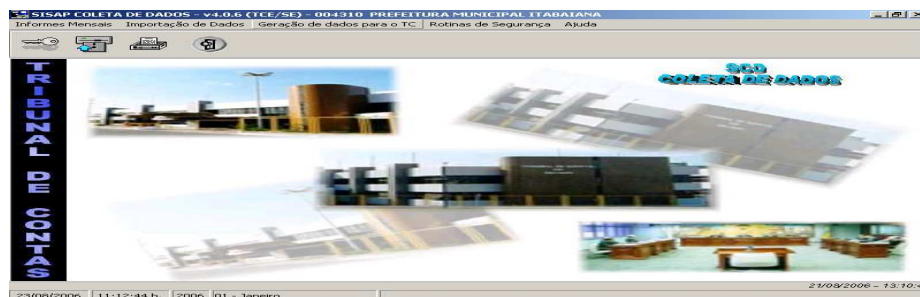 SISAP COLETA DE DADOS - v4.0.6 (TCE/SE) - 004310 PREFEITURA MUNICIPAL ITABAIANA
Informes Mensais Importação de Dados Geração de dados para o TC Rotinas de Segurança Ajuda
SCD
COLETA DE DADOS
TRIBUNAL DE CONTAS
21/08/2006 - 13:10:
23/08/2006 11:12:44 h. 2006 01 - Janeiro